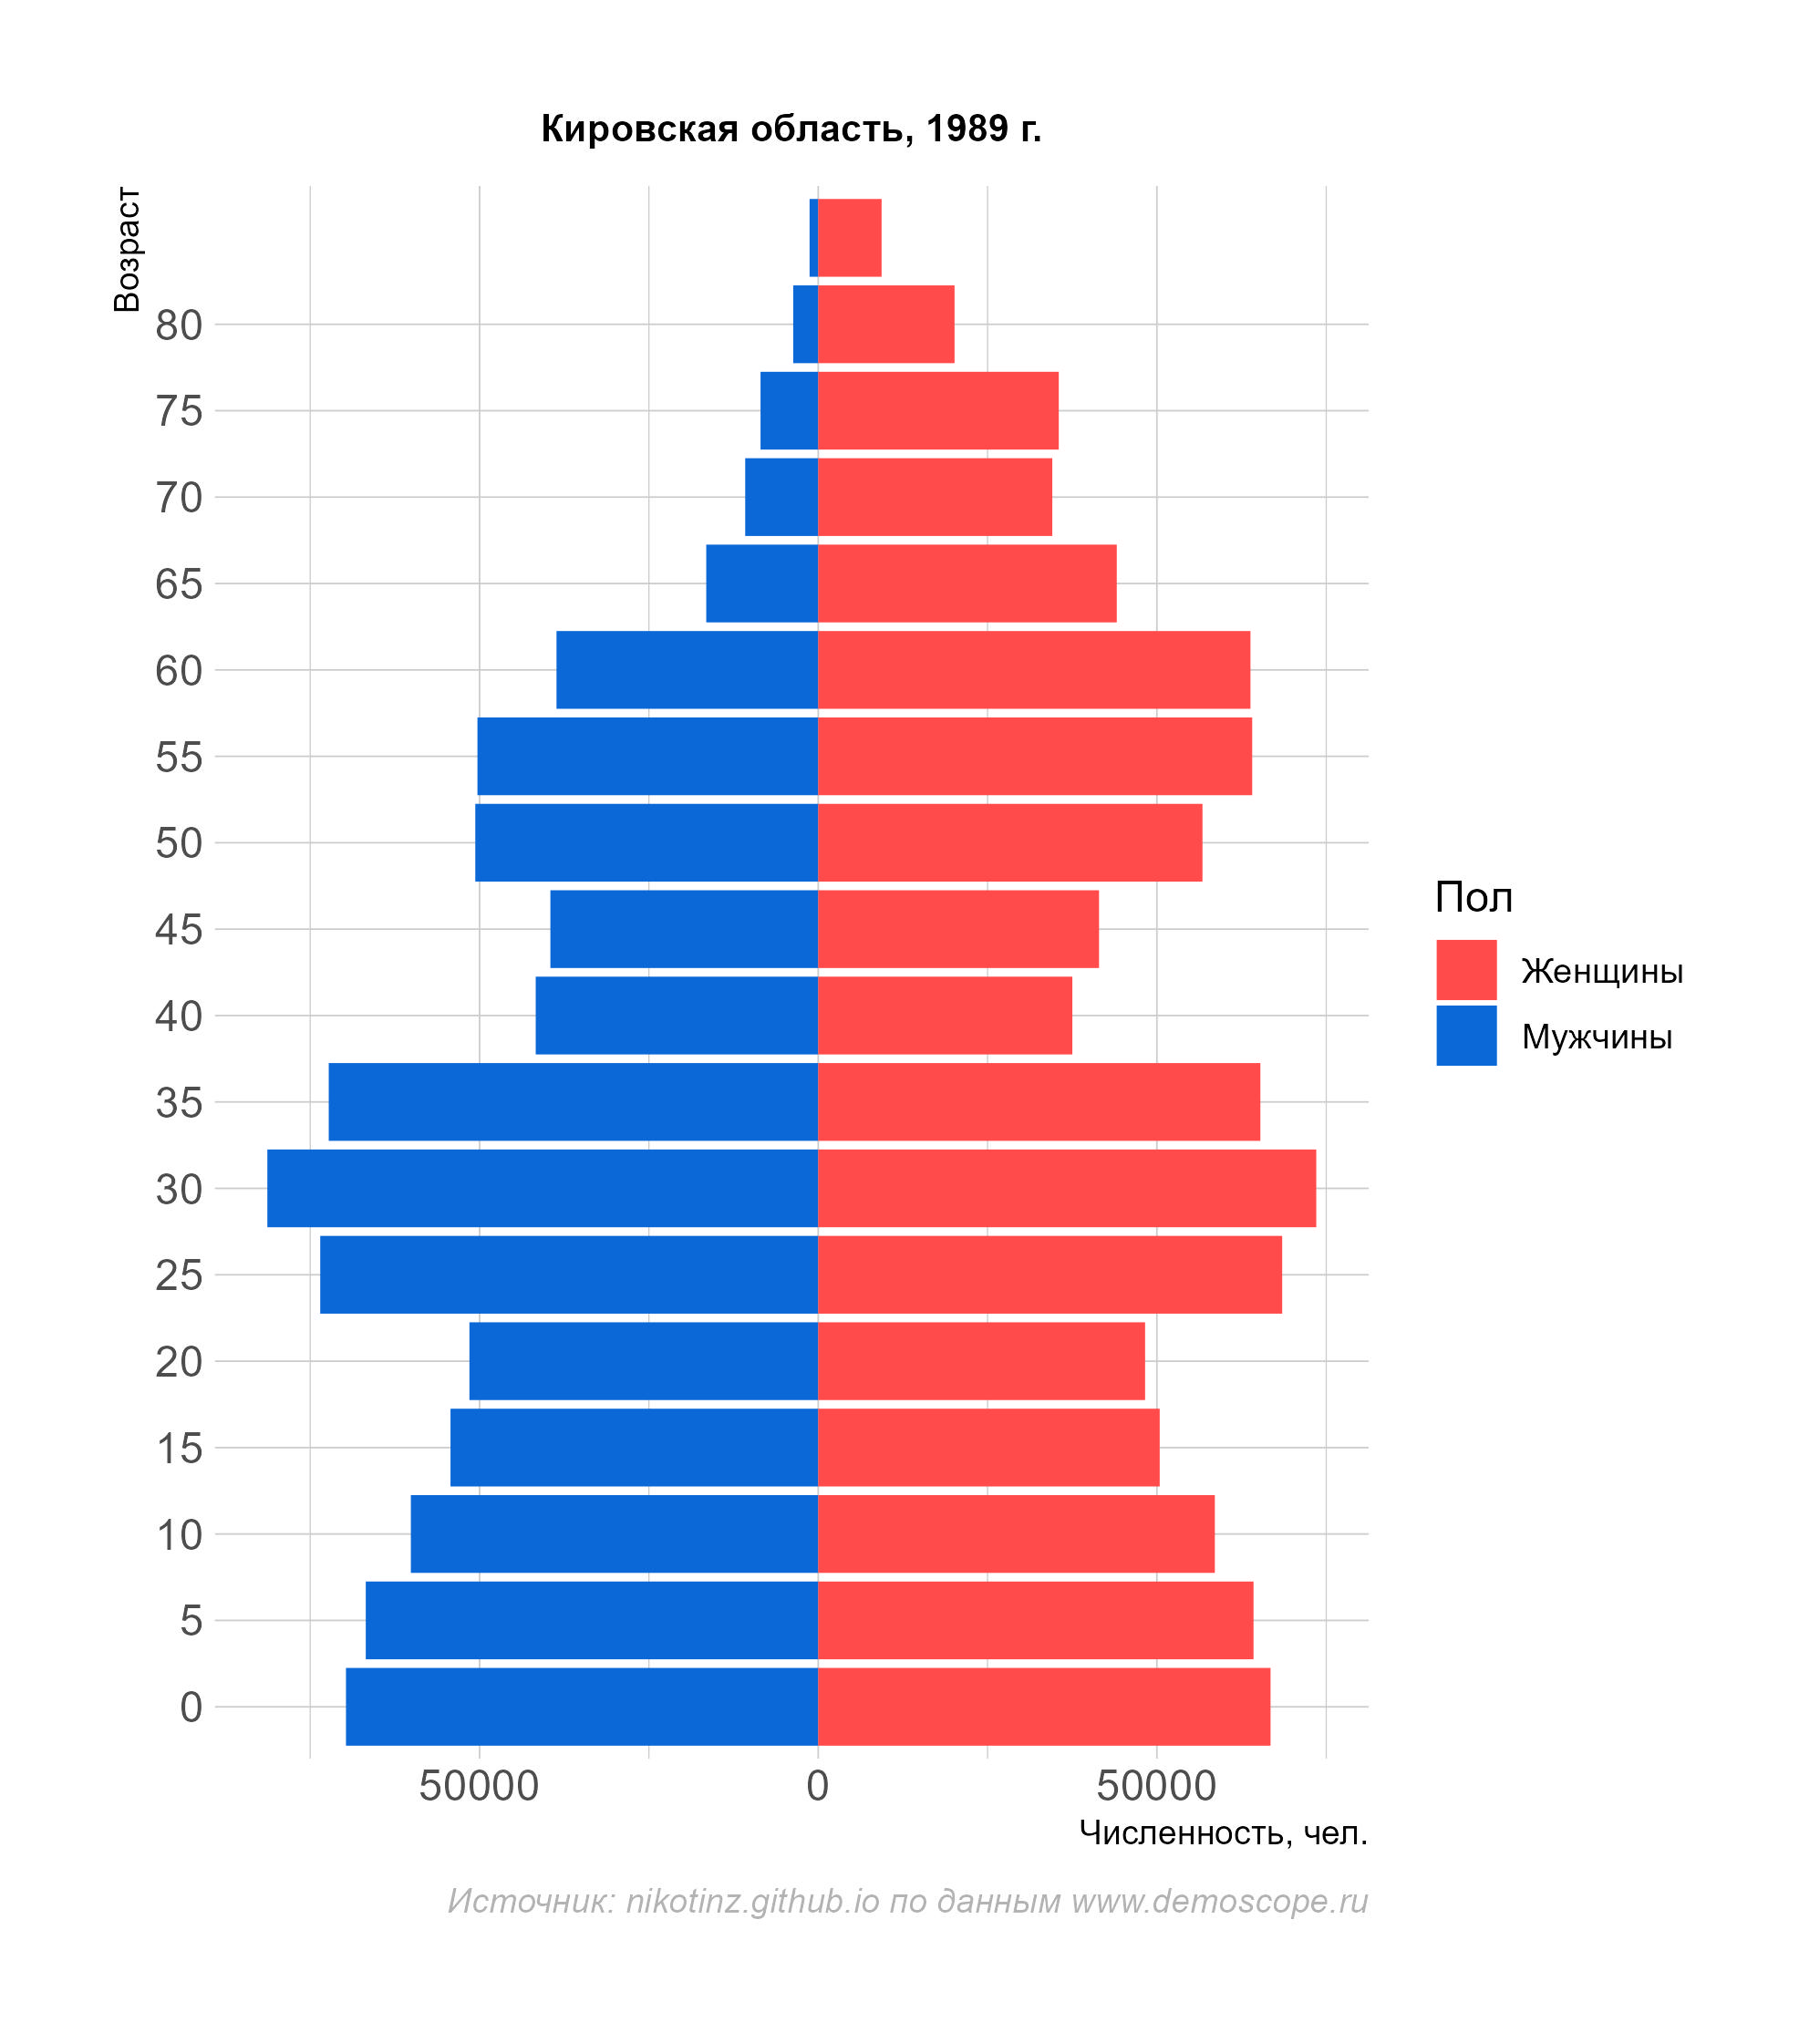 Кировская область, 1989 г.
Возраст
80
75
70
65
60
55
50
45
40
35
30
25
20
15
10
5
0
50000 0 50000
Численность, чел.
Пол
Женщины
Мужчины
Источник: nikotinz.github.io по данным www.demoscope.ru